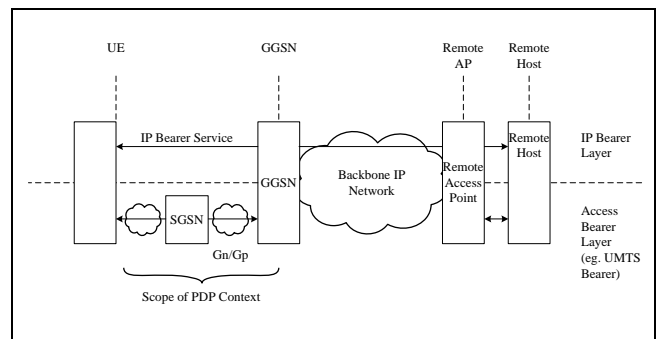 UE
GGSN
Remote
AP
Remote
Host
IP Bearer Service
Remote
Host
IP Bearer
Layer
Backbone IP
Network
GGSN
Remote
Access
Point
SGSN
Access
Bearer
Layer
(eg. UMTS
Bearer)
Gn/Gp
Scope of PDP Context